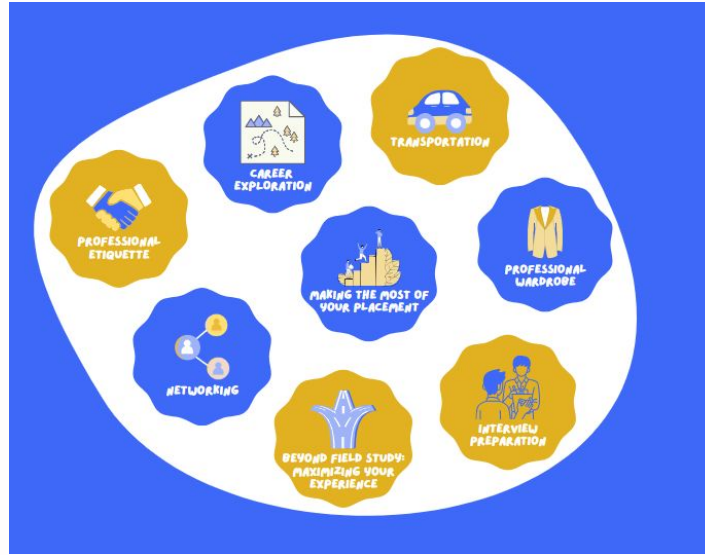 TRANSPORTATION
CAREER
EXPLORATION
PROFESSIONAL
ETIQUETTE
PROFESSIONAL
WARDROBE
MAKING THE MOST OF
YOUR PLACEMENT
NETWORKING
INTERVIEW
PREPARATION
BEYOND FIELD STUDY:
MAXIMIZING YOUR
EXPERIENCE